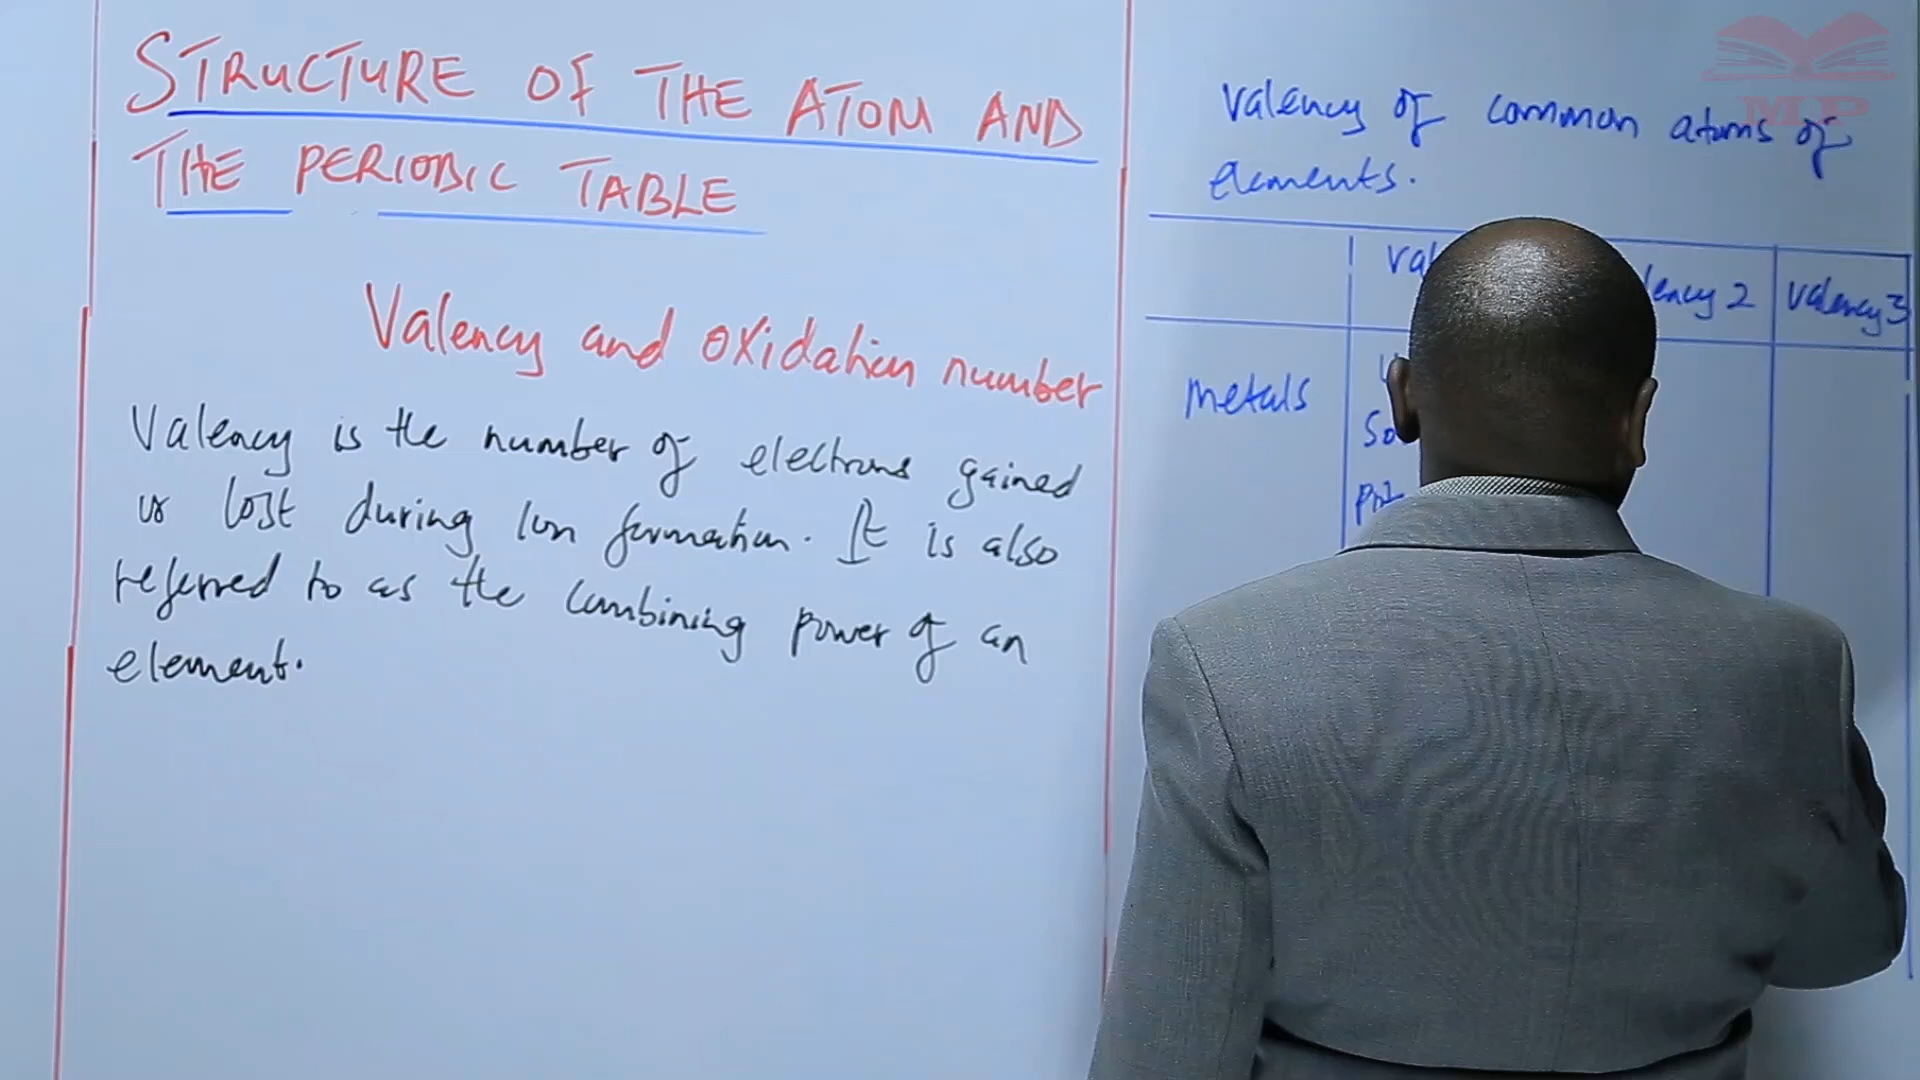 STRUCTURE OF THE ATOM AND
THE PERIODIC TABLE
Valency and oxidation number
Valency is the number of electrons gained
or lost during Ion formation. It is also
referred to as the combining power of an
element.
Valency of common atoms of
elements.
Valency 3
metals
MP